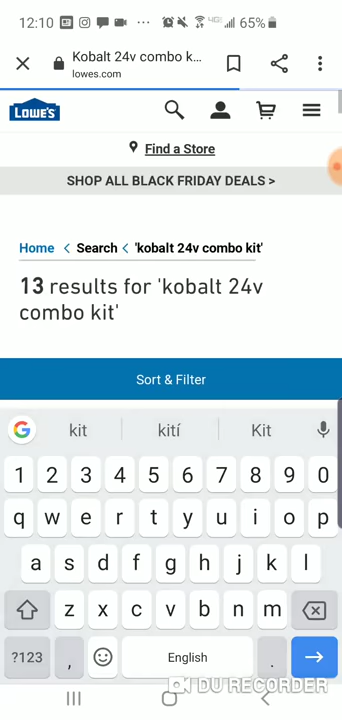 12:10 65%
Kobalt 24v combo k...
lowes.com
LOWE'S
Find a Store
SHOP ALL BLACK FRIDAY DEALS >
Home < Search < 'kobalt 24v combo kit'
13 results for 'kobalt 24v
combo kit'
Sort & Filter
G kit kití Kit
1 2 3 4 5 6 7 8 9 0
q w e r t y u i o p
a s d f g h j k l
z x c v b n m
?123 , English .
DU RECORDER